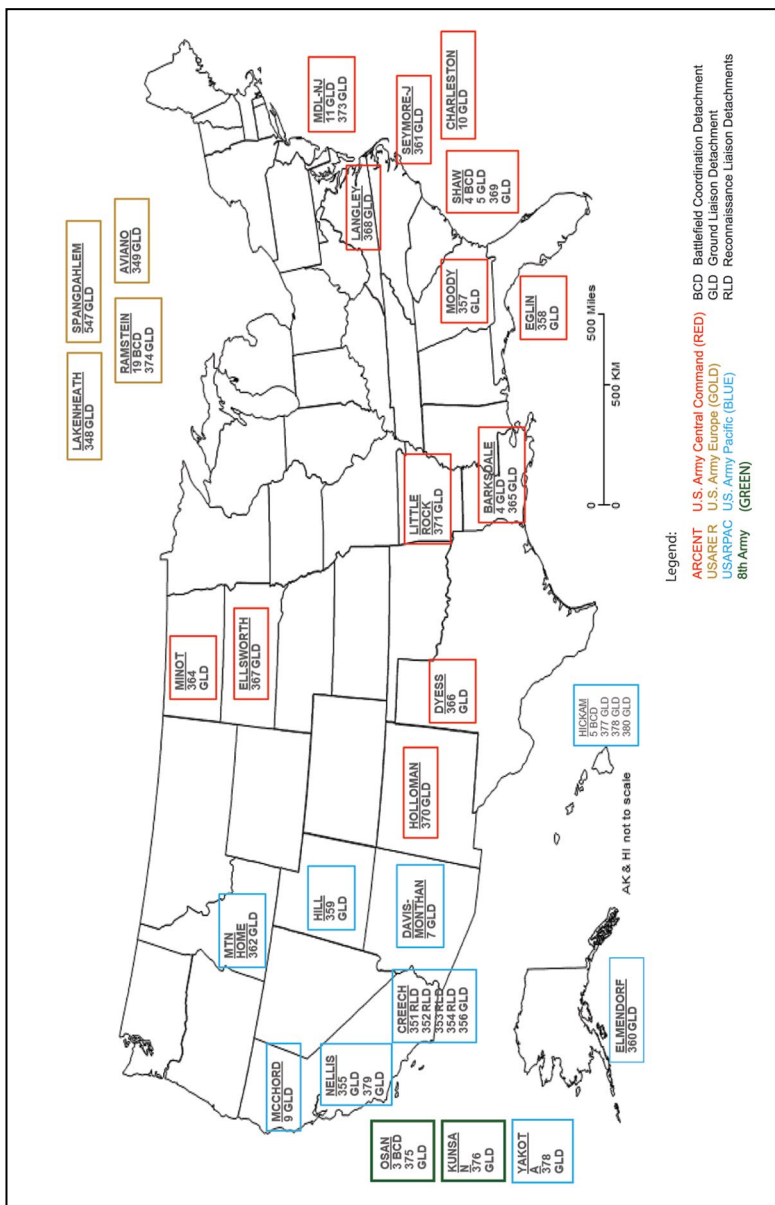 LAKENHEATH
348 GLD
SPANGDAHLEM
547 GLD
RAMSTEIN
19 BCD
374 GLD
AVIANO
349 GLD
MDL-NJ
11 GLD
373 GLD
SEYMORE-J
361 GLD
CHARLESTON
10 GLD
LANGLEY
368 GLD
SHAW
4 BCD
5 GLD
369
GLD
MOODY
357
GLD
EGLIN
358
GLD
MINOT
364
GLD
ELLSWORTH
367 GLD
LITTLE
ROCK
371 GLD
BARKSDALE
4 GLD
365 GLD
DYESS
366
GLD
HOLLOMAN
370 GLD
MTN
HOME
362 GLD
HILL
359
GLD
DAVIS-
MONTHAN
7 GLD
MCCHORD
9 GLD
NELLIS
355
GLD
379
GLD
CREECH
351 RLD
352 RLD
353 RLD
354 RLD
356 GLD
OSAN
3 BCD
375
GLD
KUNSA
N
376
GLD
YAKOT
A
378
GLD
ELMENDORF
360 GLD
HICKAM
5 BCD
377 GLD
378 GLD
380 GLD
AK & HI not to scale
0 500 KM 500 Miles
Legend:
ARCENT U.S. Army Central Command (RED)
USARE R U.S. Army Europe (GOLD)
USARPAC U.S. Army Pacific (BLUE)
8th Army (GREEN)
BCD Battlefield Coordination Detachment
GLD Ground Liaison Detachment
RLD Reconnaissance Liaison Detachments